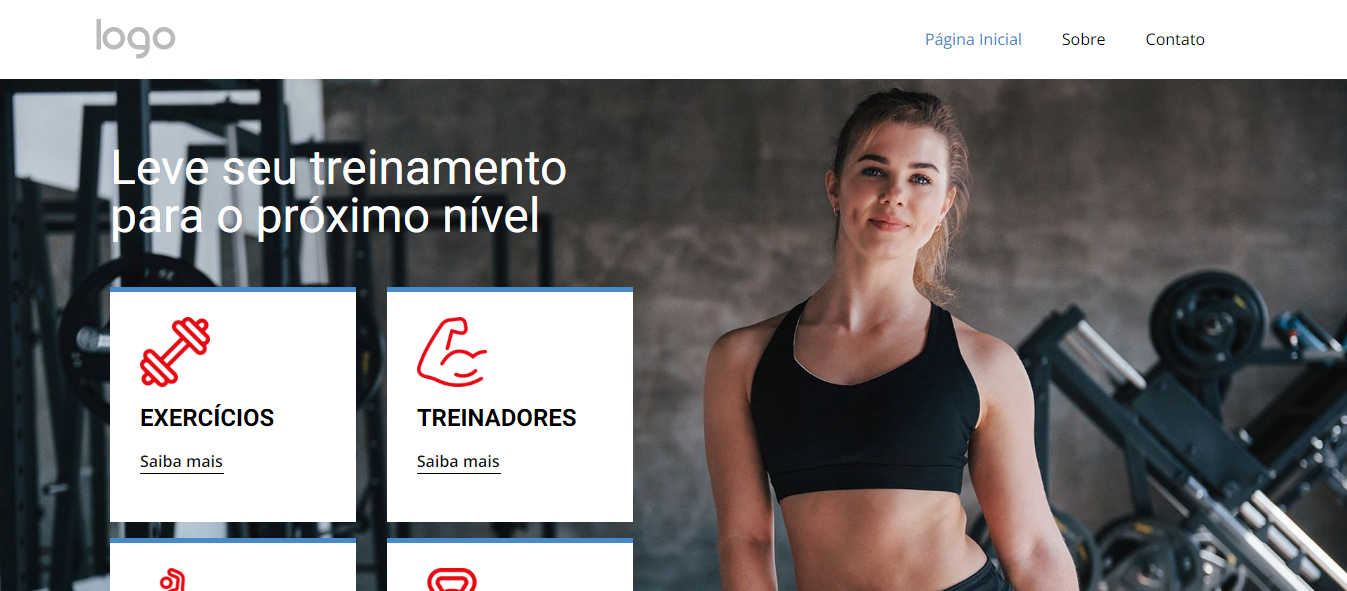 logo
Página Inicial
Sobre
Contato
Leve seu treinamento
para o próximo nível
EXERCÍCIOS
Saiba mais
TREINADORES
Saiba mais